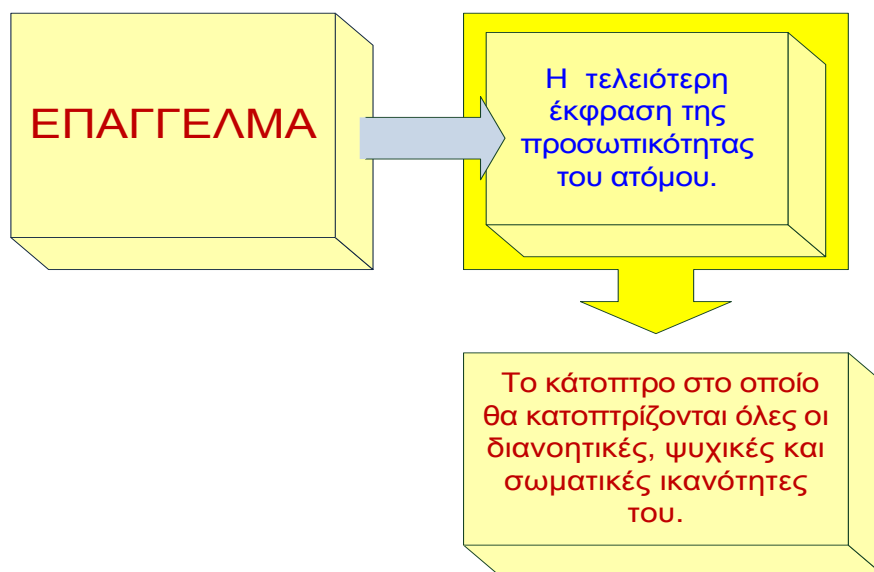 ΕΠΑΓΓΕΛΜΑ
Η τελειότερη
έκφραση της
προσωπικότητας
του ατόμου.
Το κάτοπτρο στο οποίο
θα κατοπτρίζονται όλες οι
διανοητικές, ψυχικές και
σωματικές ικανότητες
του.